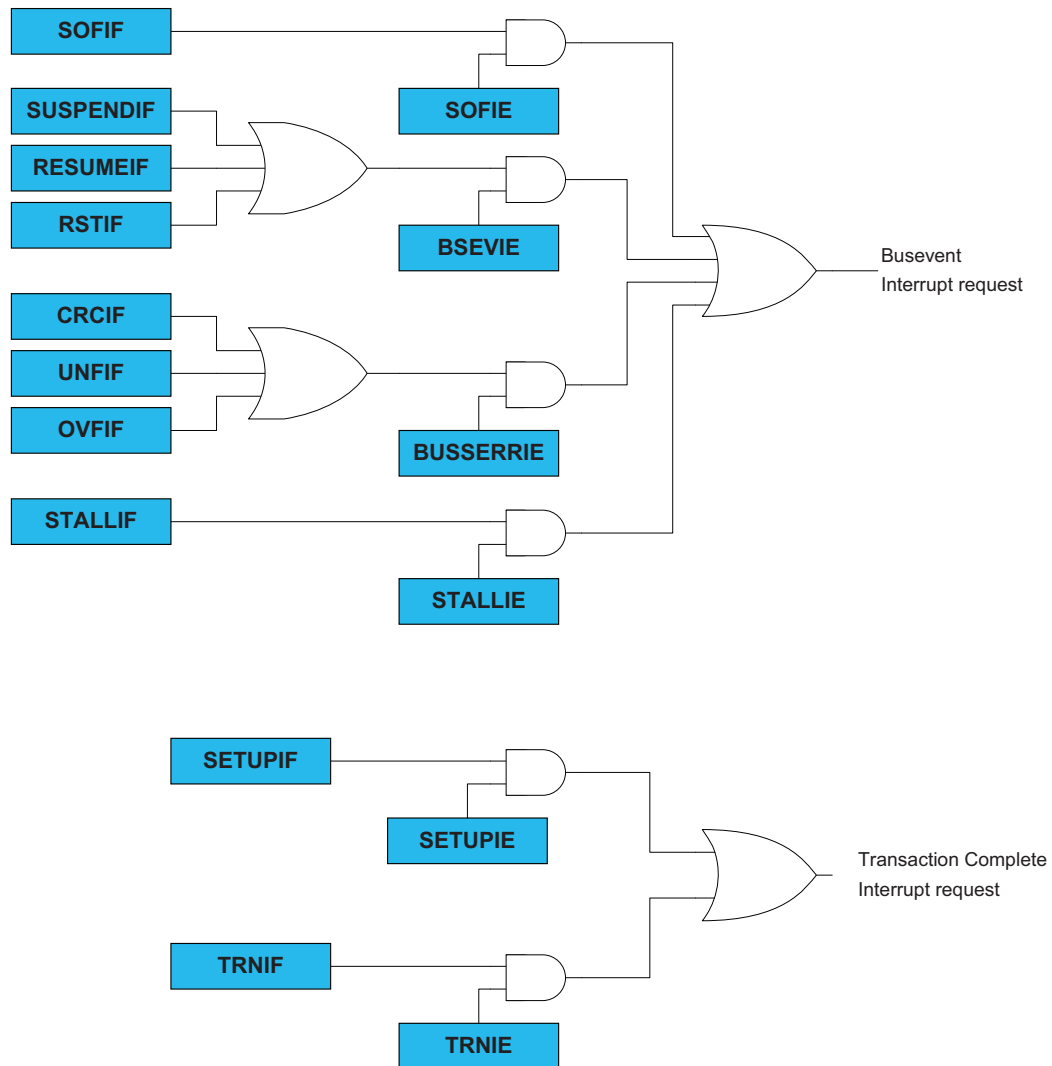 SOFIF
SOFIE
SUSPENDIF
RESUMEIF
RSTIF
BSEVIE
Busevent
Interrupt request
CRCIF
UNFIF
OVFIF
BUSSERRIE
STALLIF
STALLIE
SETUPIF
SETUPIE
Transaction Complete
Interrupt request
TRNIF
TRNIE